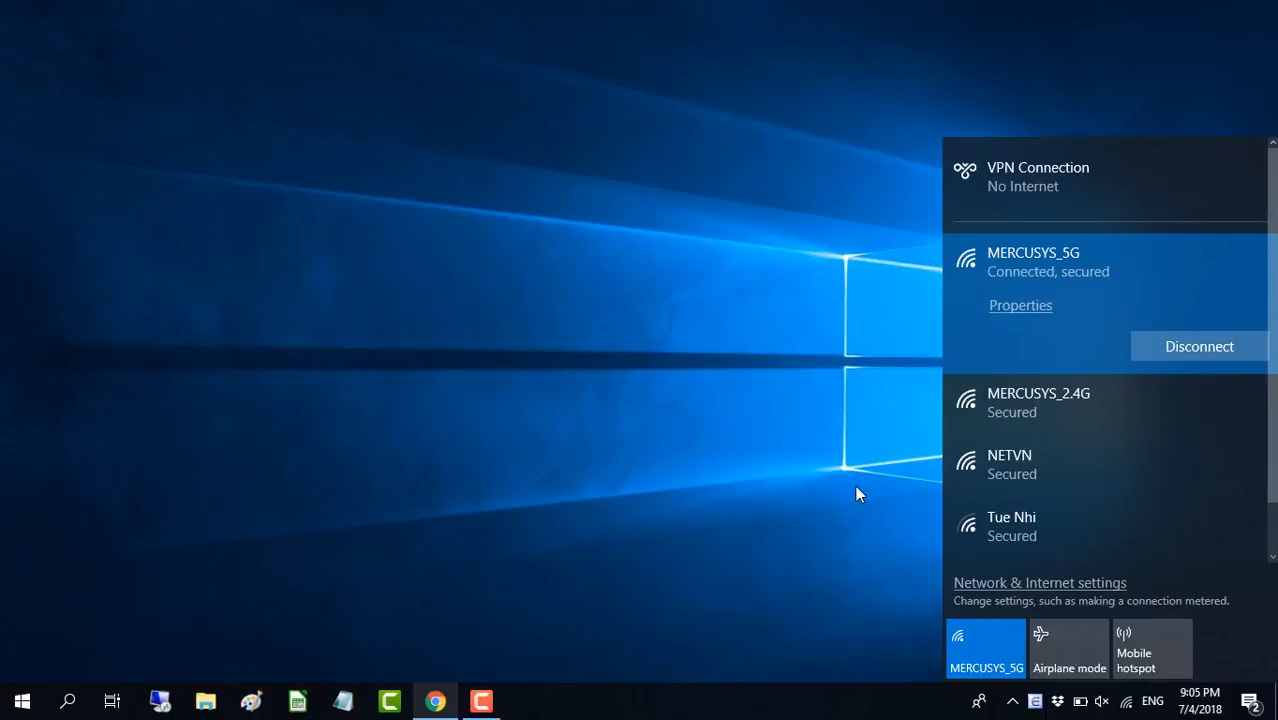 VPN Connection
No Internet
MERCUSYS_5G
Connected, secured
Properties
Disconnect
MERCUSYS_2.4G
Secured
NETVN
Secured
Tue Nhi
Secured
Network & Internet settings
Change settings, such as making a connection metered.
MERCUSYS_5G
Airplane mode
Mobile
hotspot
ENG
9:05 PM
7/4/2018
2